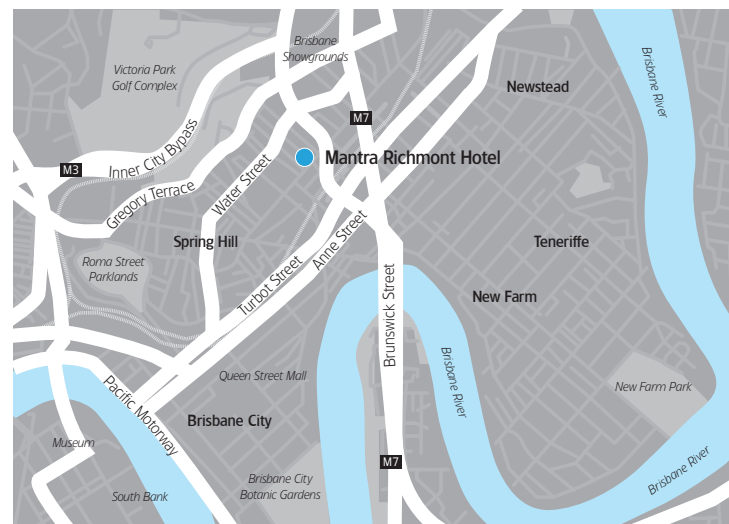 Brisbane
Showgrounds
Victoria Park
Golf Complex
Newstead
Brisbane River
M7
Inner City Bypass
Mantra Richmont Hotel
M3
Gregory Terrace
Water Street
Spring Hill
Anne Street
Teneriffe
Roma Street
Parklands
Turbot Street
New Farm
Brunswick Street
Queen Street Mall
Brisbane River
New Farm Park
Pacific Motorway
Brisbane City
Museum
M7
Brisbane River
Brisbane City
Botanic Gardens
South Bank